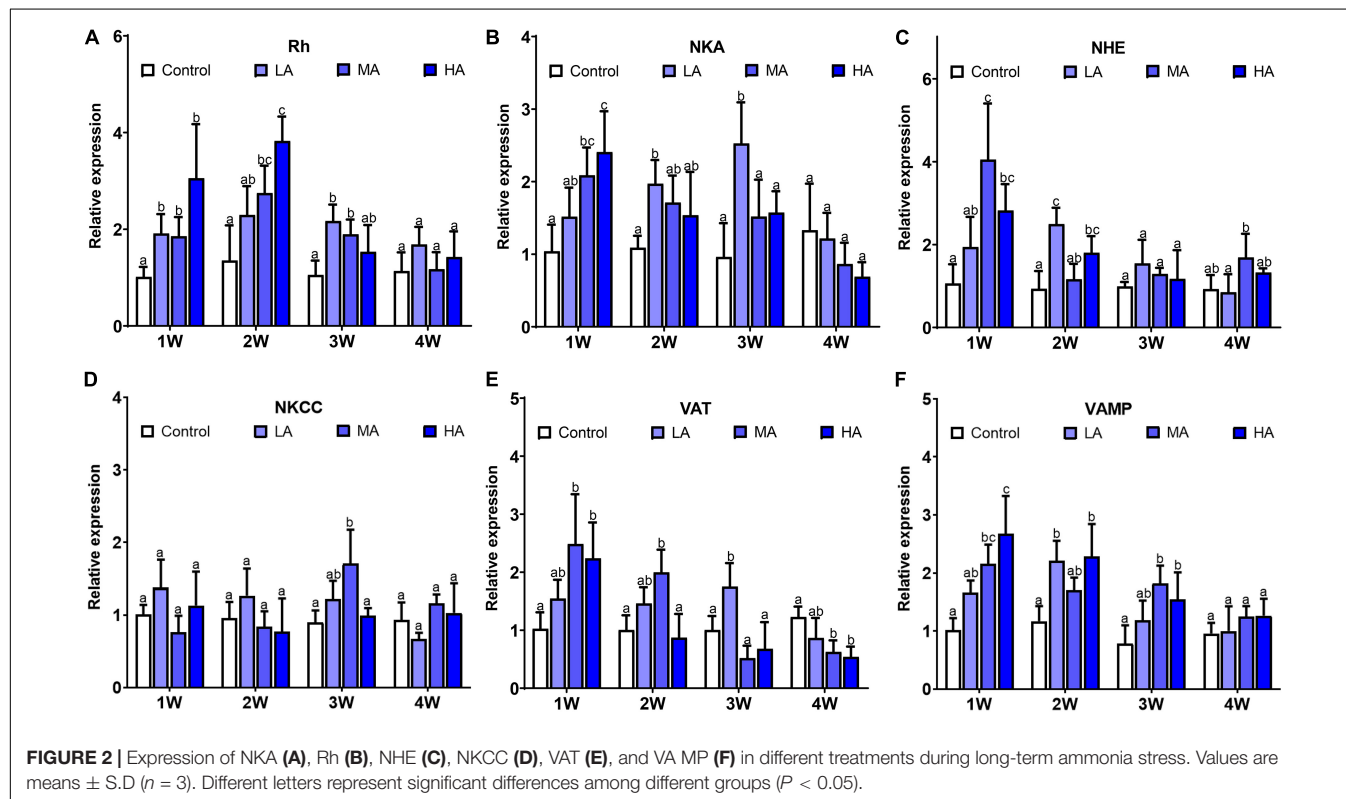 A
Rh
Control LA MA HA
Relative expression
6
4
2
0
a b b b
a ab bc c
a b b ab
a a a a
1W 2W 3W 4W
B
NKA
Control LA MA HA
Relative expression
4
3
2
1
0
a ab bc c
a b ab ab
a b a a
a a a a
1W 2W 3W 4W
C
NHE
Control LA MA HA
Relative expression
6
4
2
0
a ab c bc
a c ab bc
a a a a
ab a b ab
1W 2W 3W 4W
D
NKCC
Control LA MA HA
Relative expression
4
3
2
1
0
a a a a
a a a a
a ab b a
a a a a
1W 2W 3W 4W
E
VAT
Control LA MA HA
Relative expression
5
4
3
2
1
0
a ab b b
a ab b a
a b a a
a ab b b
1W 2W 3W 4W
F
VAMP
Control LA MA HA
Relative expression
5
4
3
2
1
0
a ab bc c
a b ab b
a ab b b
a a a a
1W 2W 3W 4W
FIGURE 2 | Expression of NKA (A), Rh (B), NHE (C), NKCC (D), VAT (E), and VA MP (F) in different treatments during long-term ammonia stress. Values are
means ± S.D (n = 3). Different letters represent significant differences among different groups (P < 0.05).